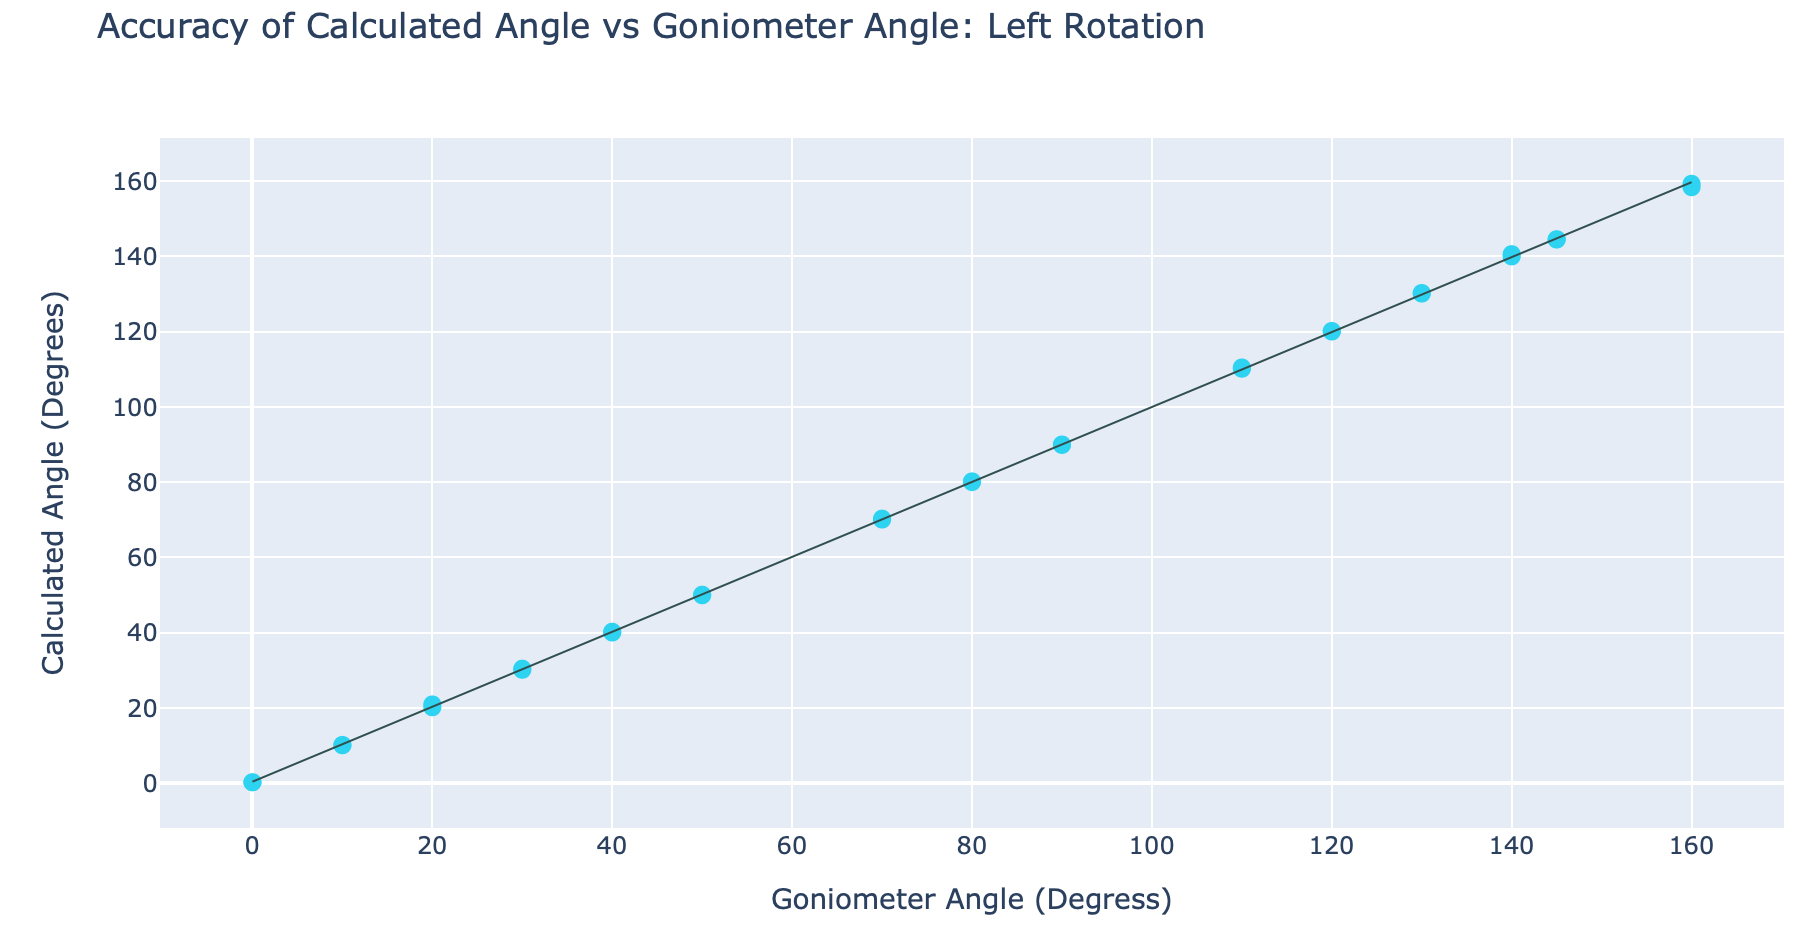 Accuracy of Calculated Angle vs Goniometer Angle: Left Rotation
Calculated Angle (Degrees)
160
140
120
100
80
60
40
20
0
0 20 40 60 80 100 120 140 160
Goniometer Angle (Degress)